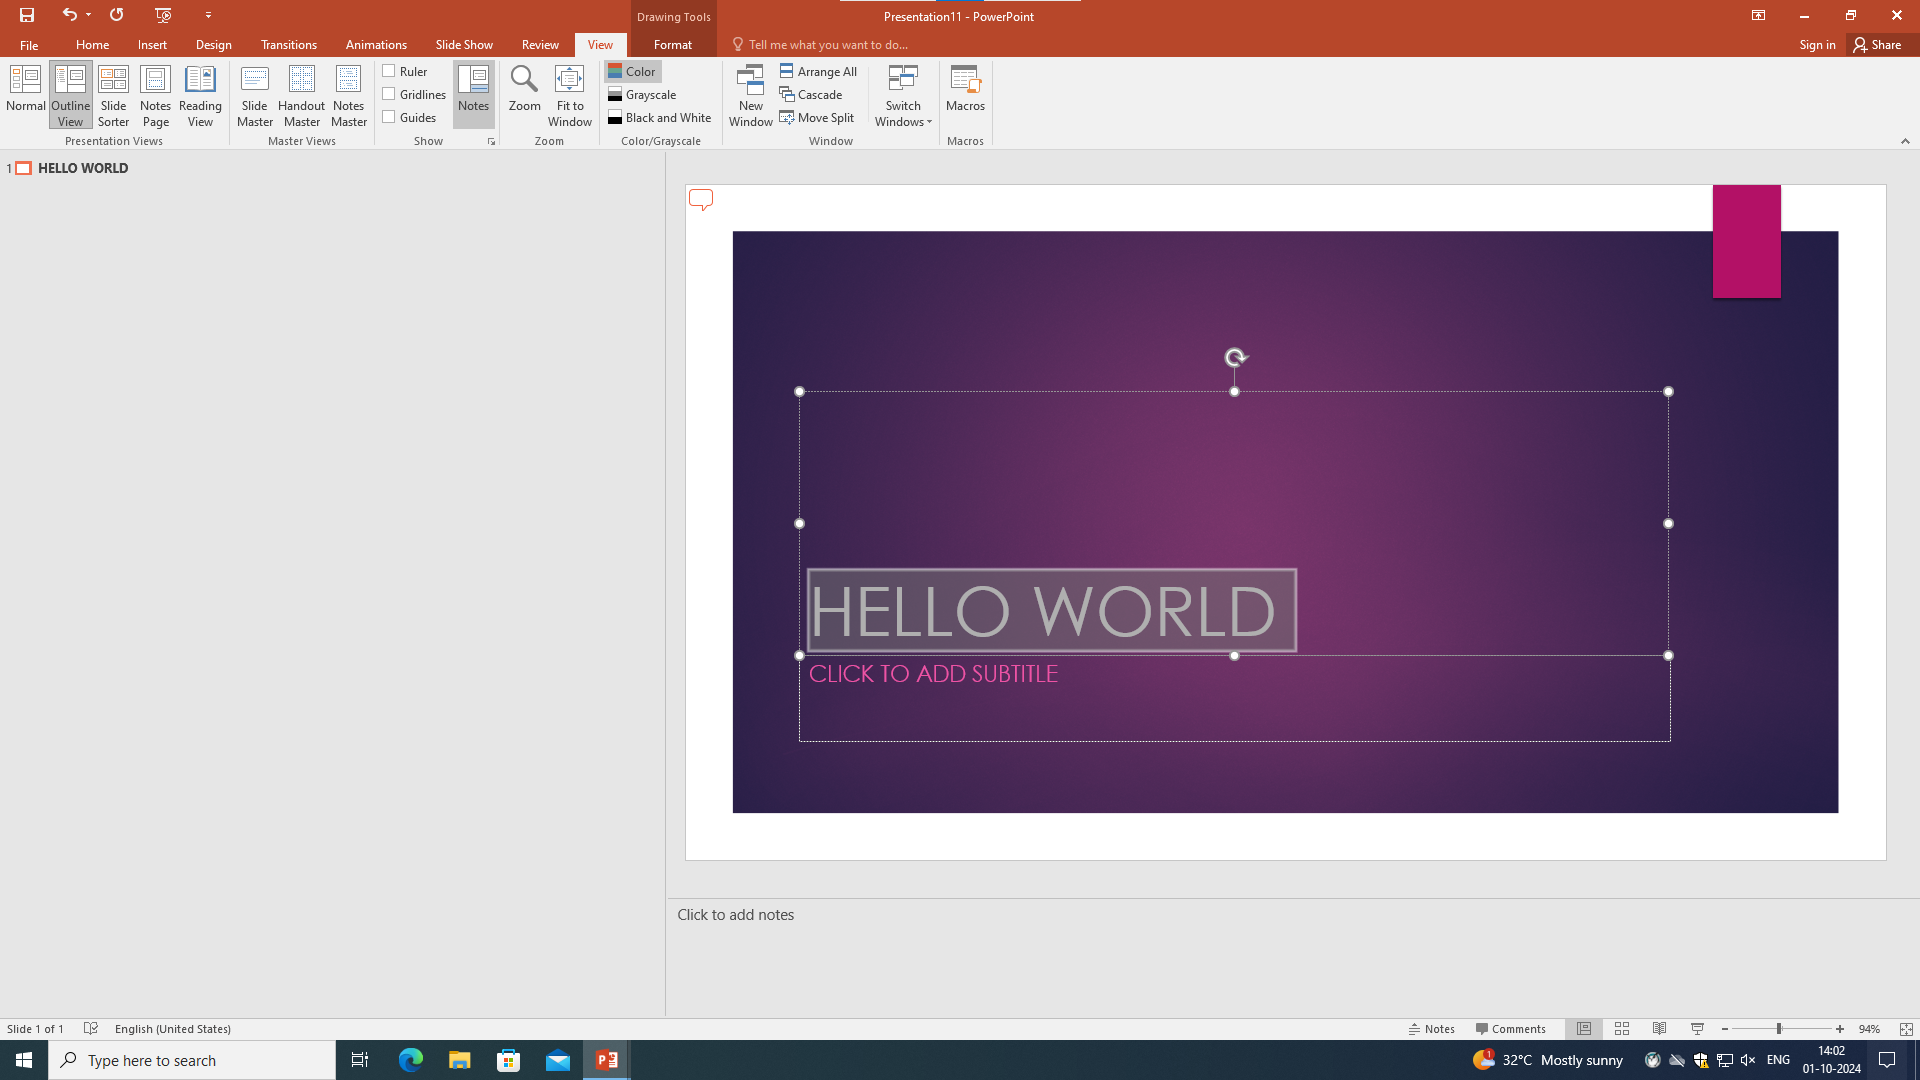 Drawing Tools
Presentation11 - PowerPoint
File
Home
Insert
Design
Transitions
Animations
Slide Show
Review
View
Format
Tell me what you want to do...
Sign in
Share
Normal
Outline View
Slide Sorter
Notes Page
Reading View
Presentation Views
Slide Master
Handout Master
Notes Master
Master Views
Ruler
Gridlines
Guides
Show
Notes
Zoom
Fit to Window
Zoom
Color
Grayscale
Black and White
Color/Grayscale
New Window
Arrange All
Cascade
Move Split
Switch Windows
Window
Macros
Macros
1 HELLO WORLD
HELLO WORLD
CLICK TO ADD SUBTITLE
Click to add notes
Slide 1 of 1
English (United States)
Notes
Comments
94%
Type here to search
1
32°C Mostly sunny
ENG
14:02
01-10-2024